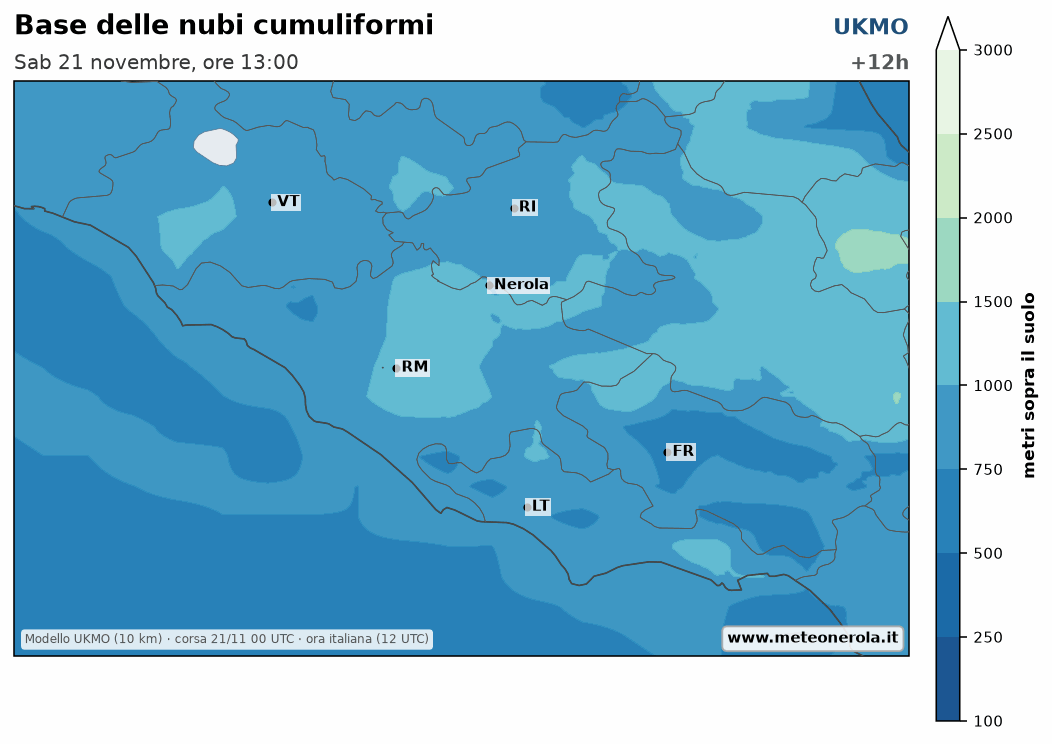 Base delle nubi cumuliformi
UKMO
Sab 21 novembre, ore 13:00
+12h
3000
2500
2000
1500
1000
750
500
250
100
metri sopra il suolo
VT
RI
Nerola
RM
FR
LT
Modello UKMO (10 km) · corsa 21/11 00 UTC · ora italiana (12 UTC)
www.meteonerola.it